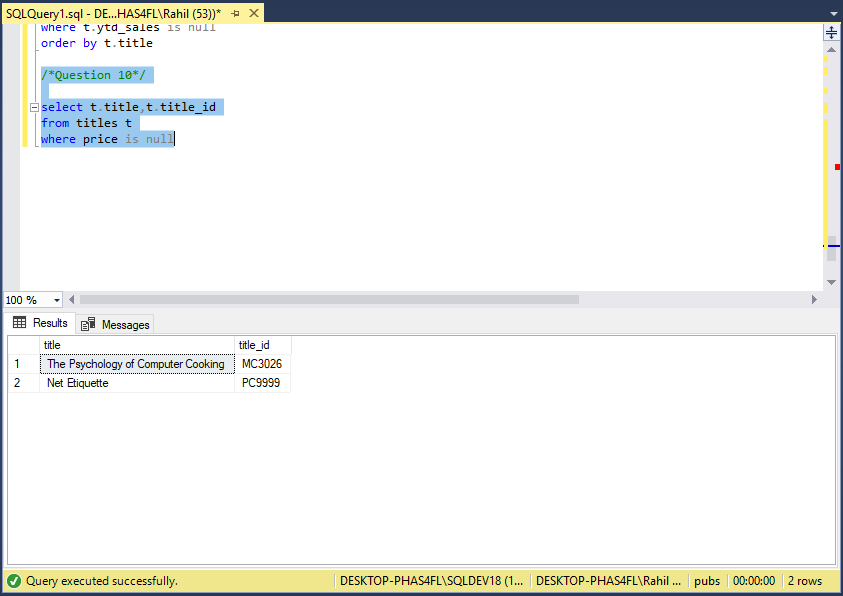 SQLQuery1.sql - DE...HAS4FL\Rahil (53))*
where t.ytd_sales is null
order by t.title
/*Question 10*/
select t.title,t.title_id
from titles t
where price is null
100 %
Results Messages
title title_id
1 The Psychology of Computer Cooking MC3026
2 Net Etiquette PC9999
Query executed successfully. DESKTOP-PHAS4FL\SQLDEV18 (1... DESKTOP-PHAS4FL\Rahil ... pubs 00:00:00 2 rows